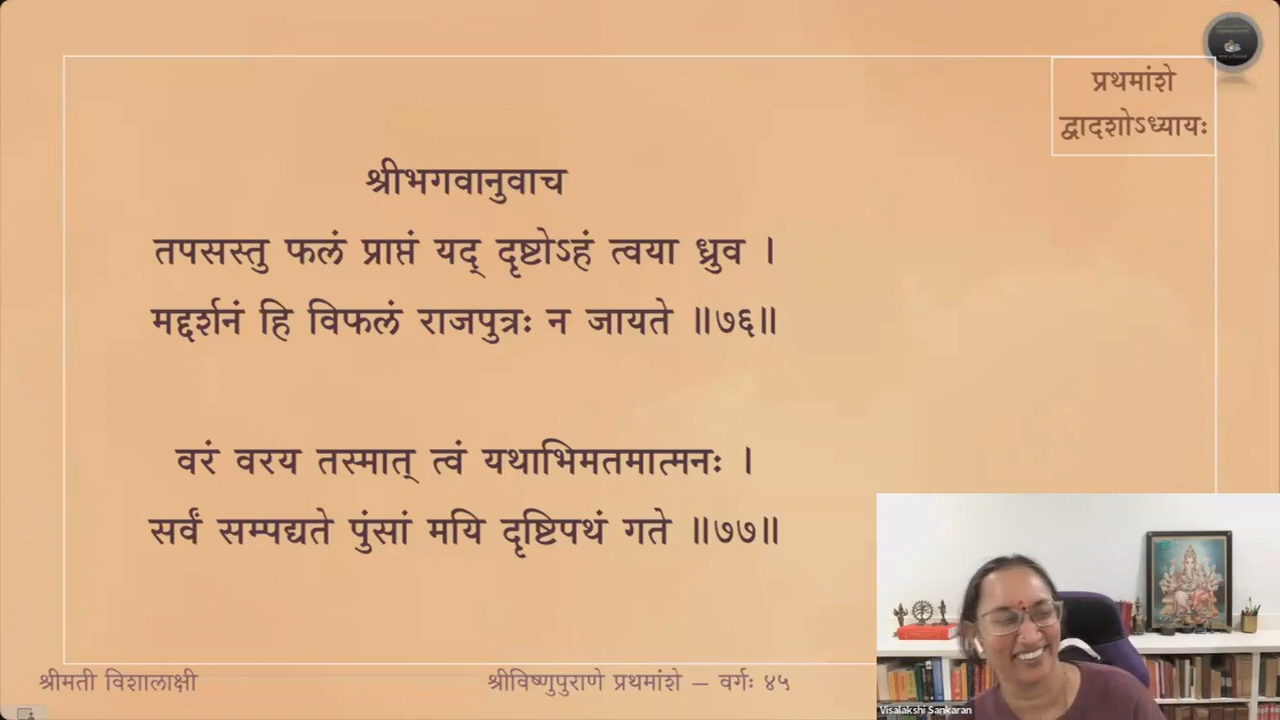 प्रथमांशे
द्वादशोऽध्यायः
श्रीभगवानुवाच
तपसस्तु फलं प्राप्तं यद् दृष्टोऽहं त्वया ध्रुव ।
मद्दर्शनं हि विफलं राजपुत्रः न जायते ॥७६॥
वरं वरय तस्मात् त्वं यथाभिमतमात्मनः ।
सर्वं सम्पद्यते पुंसां मयि दृष्टिपथं गते ॥७७॥
श्रीमती विशालाक्षी
श्रीविष्णुपुराणे प्रथमांशे – वर्गः ४५
Visalakshi Sankaran